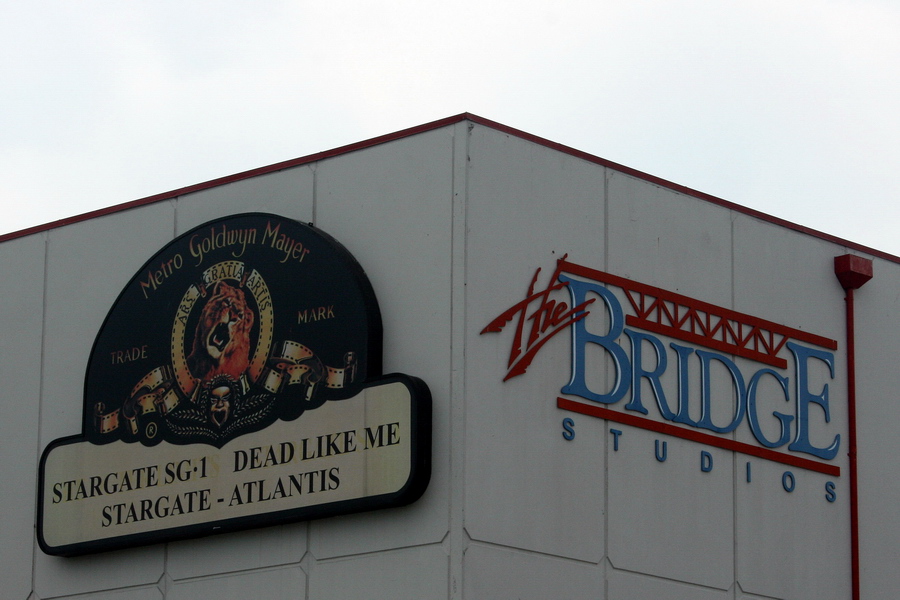 Metro Goldwyn Mayer
ARS GRATIA ARTIS
TRADE MARK
®
STARGATE SG·1 DEAD LIKE ME
STARGATE - ATLANTIS
The
BRIDGE
STUDIOS